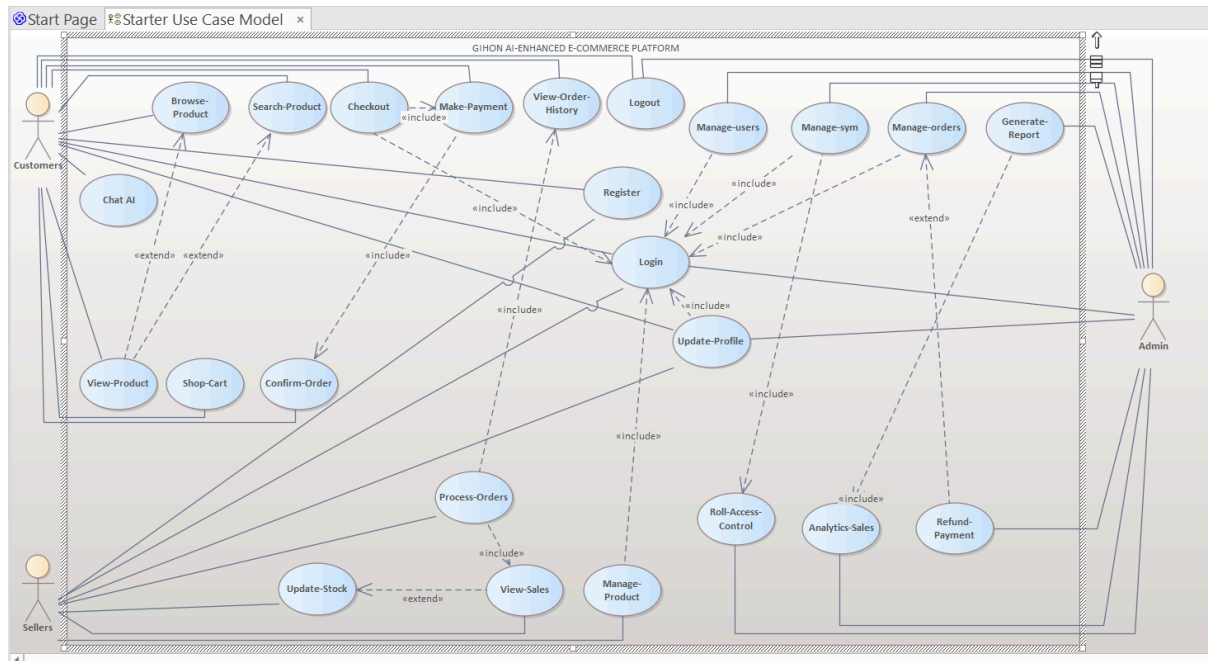 Start Page
Starter Use Case Model ×
GIHON AI-ENHANCED E-COMMERCE PLATFORM
Customers
Browse-
Product
Search-Product
Checkout
«include»
Make-Payment
View-Order-
History
Logout
Manage-users
Manage-sym
Manage-orders
Generate-
Report
Chat AI
Register
«include»
«include»
«include»
«extend»
«include»
«extend»
«extend»
«include»
Login
«include»
«include»
Update-Profile
Admin
View-Product
Shop-Cart
Confirm-Order
«include»
«include»
Process-Orders
Roll-Access-
Control
«include»
Analytics-Sales
Refund-
Payment
«include»
Sellers
Update-Stock
«extend»
View-Sales
Manage-
Product